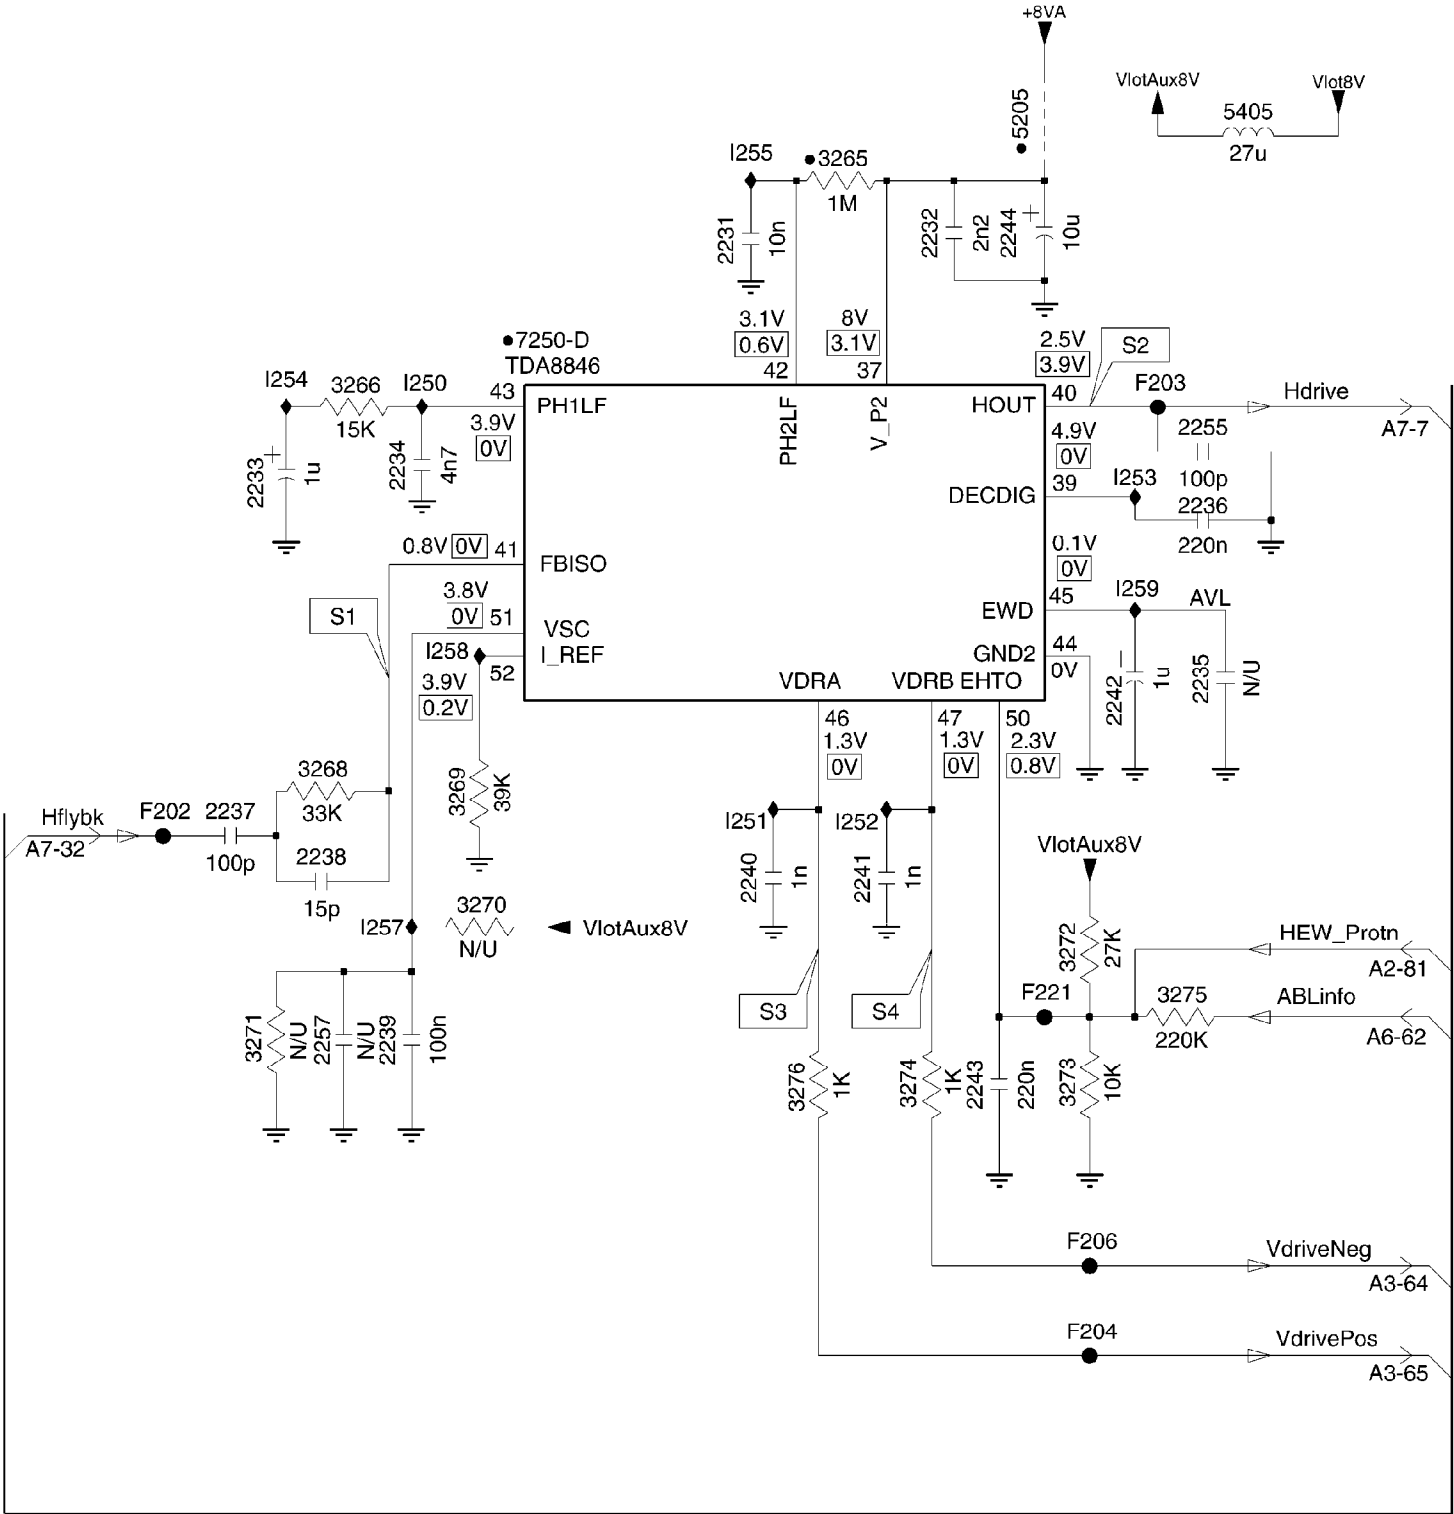 +8VA
VlotAux8V
Vlot8V
5205
5405
27u
I255
3265
1M
2231
10n
2232
2n2
2244
+
10u
7250-D
TDA8846
3.1V
0.6V
42
8V
3.1V
37
2.5V
3.9V
40
S2
I254
3266
15K
I250
43
PH1LF
PH2LF
V_P2
HOUT
F203
Hdrive
A7-7
3.9V
0V
2233
+
1u
2234
4n7
4.9V
0V
39
DECDIG
I253
2255
100p
2236
220n
0.8V 0V 41
FBISO
0.1V
0V
45
EWD
I259
AVL
S1
3.8V
0V 51
VSC
I258
I_REF
52
3.9V
0.2V
GND2
44
0V
2242
1u
2235
N/U
VDRA
VDRB EHTO
46
1.3V
0V
47
1.3V
0V
50
2.3V
0.8V
3268
33K
3269
39K
Hflybk
A7-32
F202
2237
100p
2238
15p
I251
2240
1n
I252
2241
1n
VlotAux8V
I257
3270
N/U
VlotAux8V
3272
27K
HEW_Protn
A2-81
F221
3275
220K
ABLinfo
A6-62
S3
S4
3271
N/U
2257
N/U
2239
100n
3276
1K
3274
1K
2243
220n
3273
10K
F206
VdriveNeg
A3-64
F204
VdrivePos
A3-65